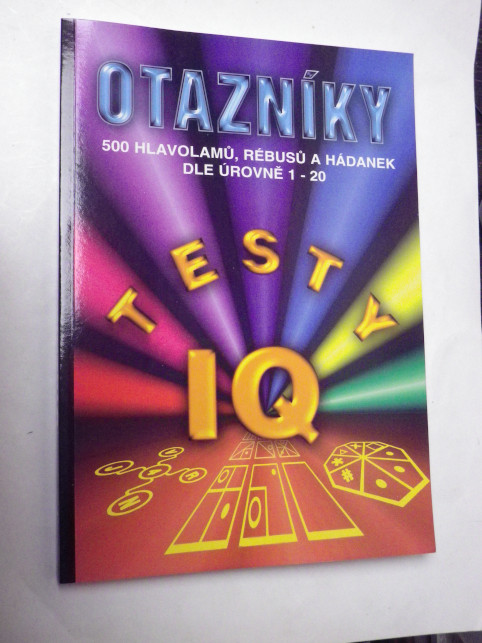 OTAZNÍKY
500 HLAVOLAMŮ, RÉBUSŮ A HÁDANEK
DLE ÚROVNĚ 1 - 20
TESTY
IQ